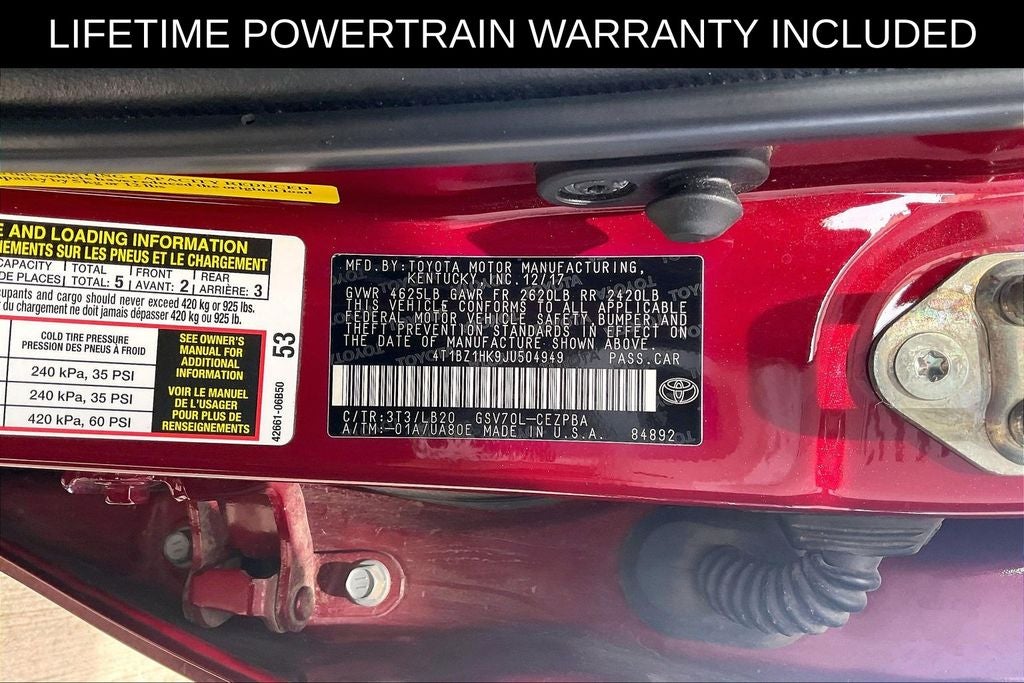 LIFETIME POWERTRAIN WARRANTY INCLUDED
CAPACITY REDUCED
E AND LOADING INFORMATION
EMENTS SUR LES PNEUS ET LE CHARGEMENT
CAPACITY TOTAL FRONT REAR
DE PLACES TOTAL: 5 AVANT: 2 ARRIÈRE: 3
upants and cargo should never exceed 420 kg or 925 lbs.
du chargement ne doit jamais dépasser 420 kg ou 925 lb.
COLD TIRE PRESSURE
PRESSION DES PNEUS À FROID
240 kPa, 35 PSI
240 kPa, 35 PSI
420 kPa, 60 PSI
SEE OWNER'S
MANUAL FOR
ADDITIONAL
INFORMATION
VOIR LE MANUEL
DE L'USAGER
POUR PLUS DE
RENSEIGNEMENTS
53
42661-06B50
MFD.BY:TOYOTA MOTOR MANUFACTURING,
KENTUCKY,INC. 12/17
GVWR 4625LB GAWR FR 2620LB RR 2420LB
THIS VEHICLE CONFORMS TO ALL APPLICABLE
FEDERAL MOTOR VEHICLE SAFETY, BUMPER, AND
THEFT PREVENTION STANDARDS IN EFFECT ON
THE DATE OF MANUFACTURE SHOWN ABOVE.
4T1BZ1HK9JU504949 PASS.CAR
C/TR:3T3/LB20 GSV70L-CEZPBA
A/TM:-01A/UA80E MADE IN U.S.A. 84892